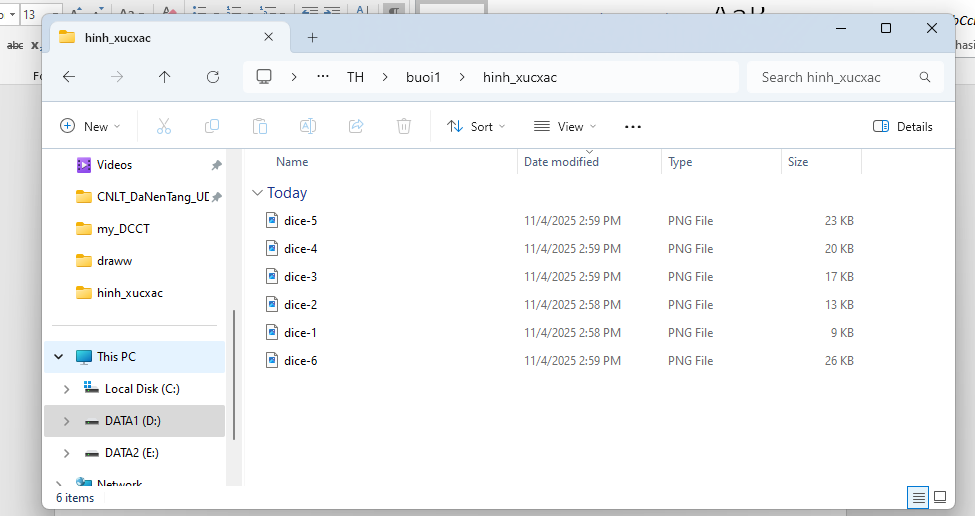 13
abc
hinh_xucxac
TH
buoi1
hinh_xucxac
Search hinh_xucxac
New
Sort
View
Details
Name
Date modified
Type
Size
Videos
CNLT_DaNenTang_UD
my_DCCT
draww
hinh_xucxac
This PC
Local Disk (C:)
DATA1 (D:)
DATA2 (E:)
Network
Today
dice-5 11/4/2025 2:59 PM PNG File 23 KB
dice-4 11/4/2025 2:59 PM PNG File 20 KB
dice-3 11/4/2025 2:59 PM PNG File 17 KB
dice-2 11/4/2025 2:58 PM PNG File 13 KB
dice-1 11/4/2025 2:58 PM PNG File 9 KB
dice-6 11/4/2025 2:59 PM PNG File 26 KB
6 items